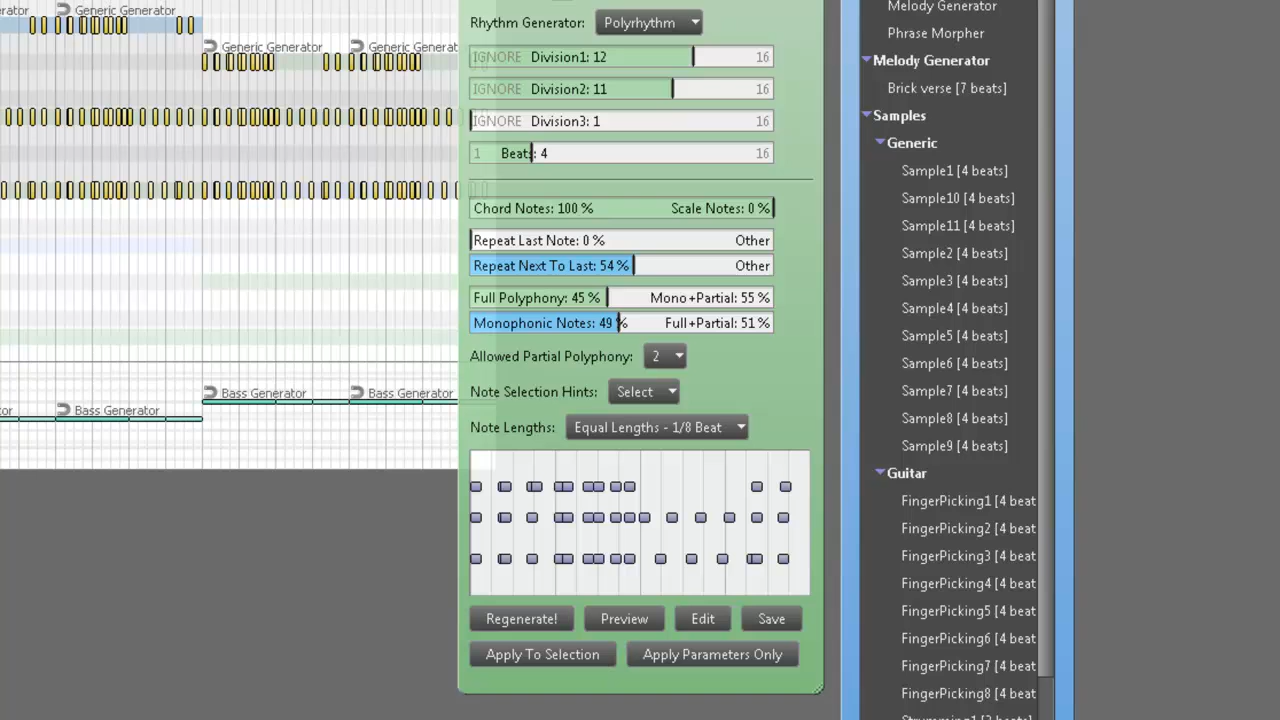 rator
Generic Generator
Generic Generator
Generic Generat
Bass Generator
Bass Generator
tor
Bass Generator
Rhythm Generator: Polyrhythm
IGNORE Division1: 12 16
IGNORE Division2: 11 16
IGNORE Division3: 1 16
1 Beats: 4 16
Chord Notes: 100 % Scale Notes: 0 %
Repeat Last Note: 0 % Other
Repeat Next To Last: 54 % Other
Full Polyphony: 45 % Mono+Partial: 55 %
Monophonic Notes: 49 % Full+Partial: 51 %
Allowed Partial Polyphony: 2
Note Selection Hints: Select
Note Lengths: Equal Lengths - 1/8 Beat
Regenerate! Preview Edit Save
Apply To Selection Apply Parameters Only
Melody Generator
Phrase Morpher
Melody Generator
Brick verse [7 beats]
Samples
Generic
Sample1 [4 beats]
Sample10 [4 beats]
Sample11 [4 beats]
Sample2 [4 beats]
Sample3 [4 beats]
Sample4 [4 beats]
Sample5 [4 beats]
Sample6 [4 beats]
Sample7 [4 beats]
Sample8 [4 beats]
Sample9 [4 beats]
Guitar
FingerPicking1 [4 beat
FingerPicking2 [4 beat
FingerPicking3 [4 beat
FingerPicking4 [4 beat
FingerPicking5 [4 beat
FingerPicking6 [4 beat
FingerPicking7 [4 beat
FingerPicking8 [4 beat